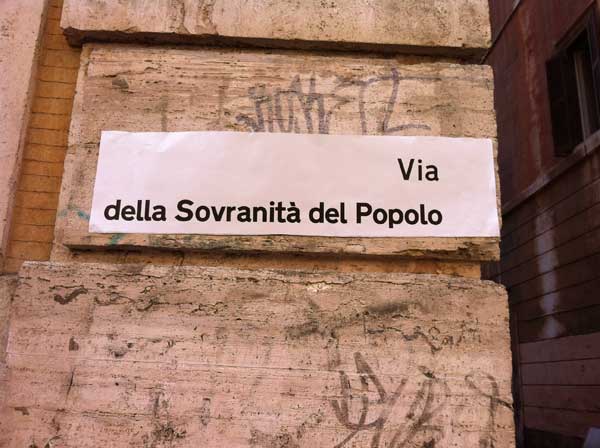 Via
della Sovranità del Popolo